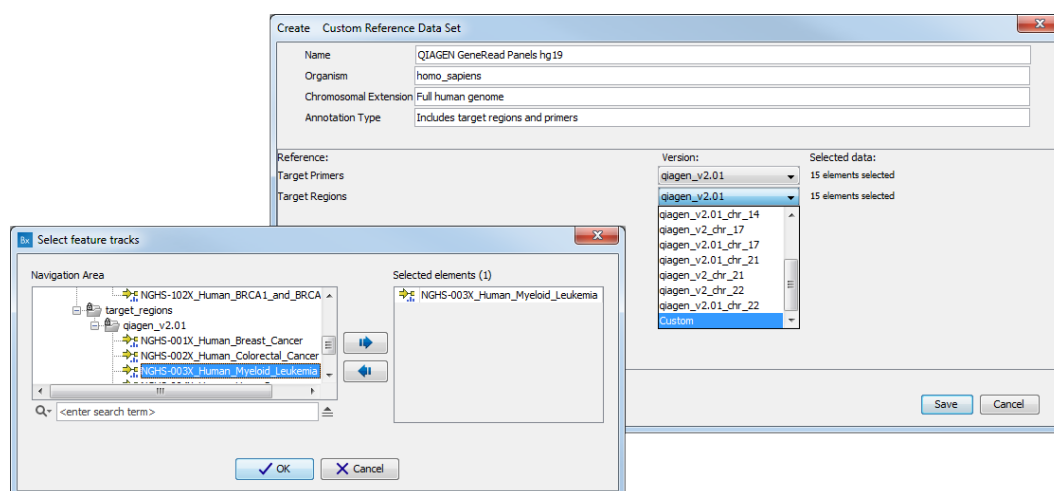 Create Custom Reference Data Set
Name QIAGEN GeneRead Panels hg19
Organism homo_sapiens
Chromosomal Extension Full human genome
Annotation Type Includes target regions and primers
Reference: Version: Selected data:
Target Primers qiagen_v2.01 15 elements selected
Target Regions qiagen_v2.01 15 elements selected
qiagen_v2.01_chr_14
qiagen_v2_chr_17
qiagen_v2.01_chr_17
qiagen_v2.01_chr_21
qiagen_v2_chr_21
qiagen_v2_chr_22
qiagen_v2.01_chr_22
Custom
Save Cancel
Bx Select feature tracks
Navigation Area Selected elements (1)
NGHS-102X_Human_BRCA1_and_BRCA NGHS-003X_Human_Myeloid_Leukemia
target_regions
qiagen_v2.01
NGHS-001X_Human_Breast_Cancer
NGHS-002X_Human_Colorectal_Cancer
NGHS-003X_Human_Myeloid_Leukemia
<enter search term>
OK Cancel